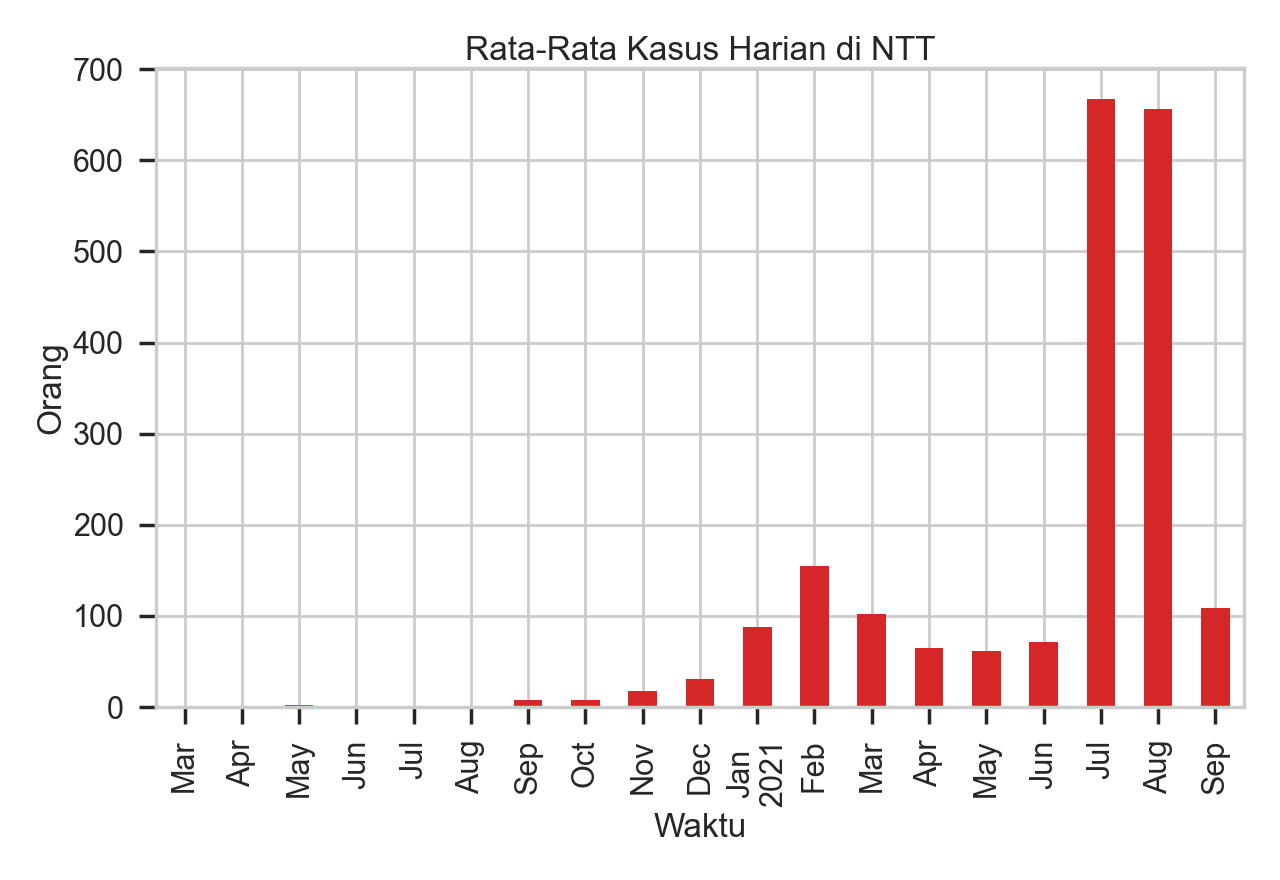 Rata-Rata Kasus Harian di NTT
700
600
500
400
300
200
100
0
Orang
Mar
Apr
May
Jun
Jul
Aug
Sep
Oct
Nov
Dec
Jan
2021
Feb
Mar
Apr
May
Jun
Jul
Aug
Sep
Waktu